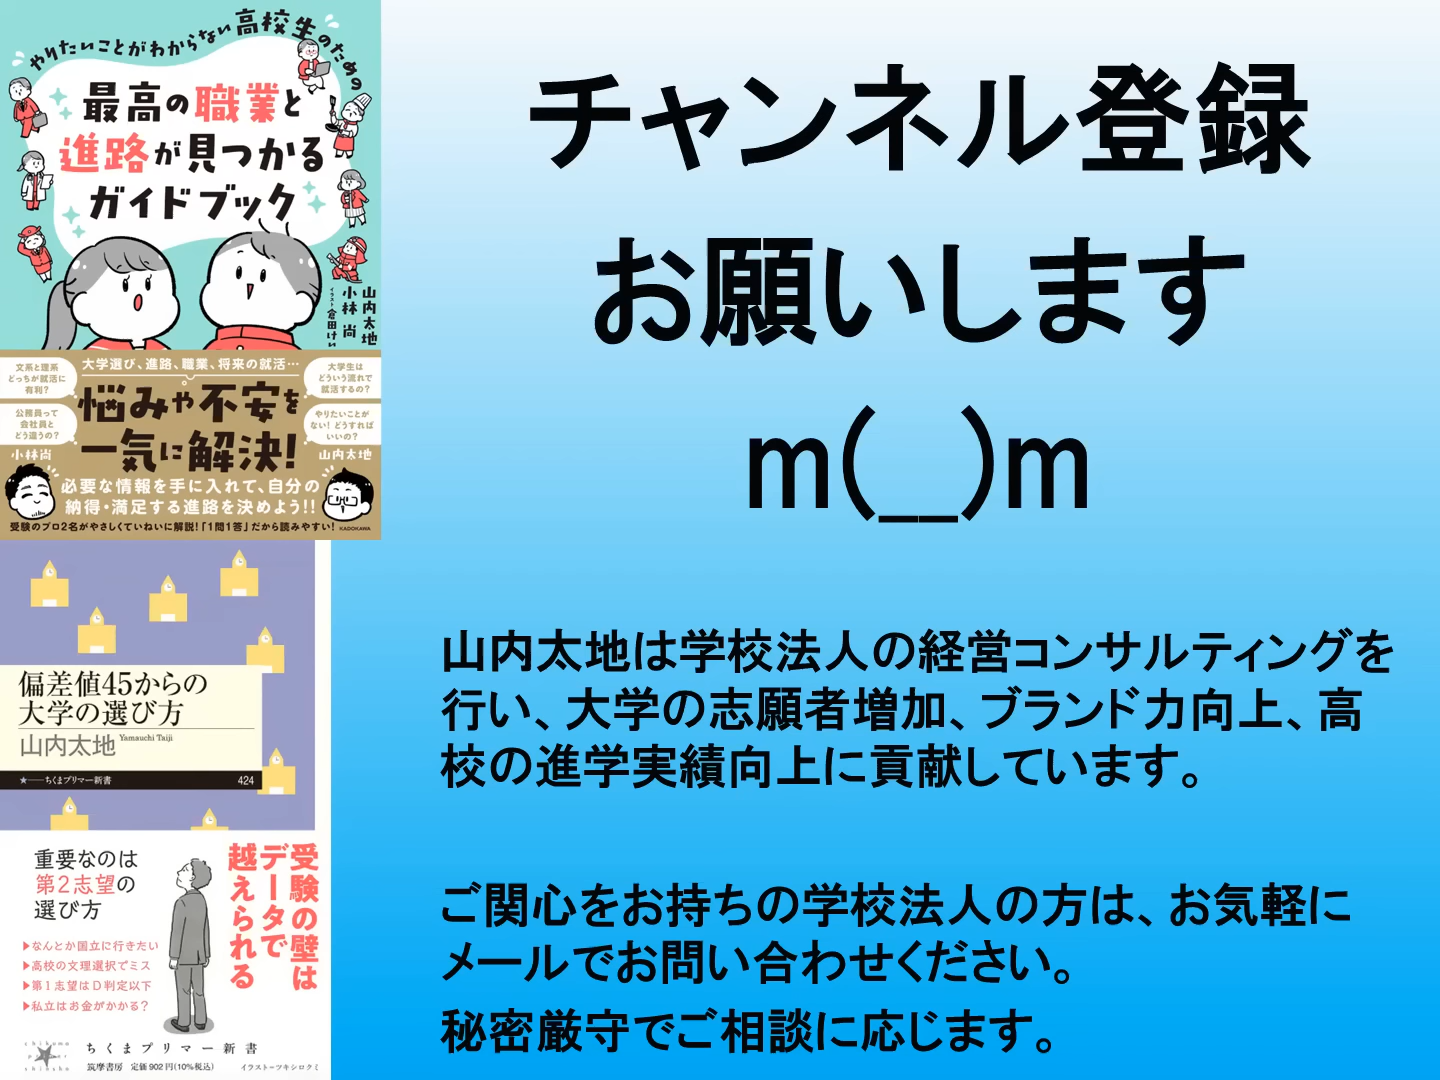 やりたいことがわからない高校生のための
最高の職業と
進路が見つかる
ガイドブック
山内太地
小林 尚
イラスト 倉田けい
大学選び、進路、職業、将来の就活…
悩みや不安を
一気に解決!
文系と理系
どっちが就活に
有利?
公務員って
会社員と
どう違うの?
大学生は
どういう流れで
就活するの?
やりたいことが
ない! どうすれば
いいの?
小林尚
山内太地
必要な情報を手に入れて、自分の
納得・満足する進路を決めよう!!
受験のプロ2名がやさしくていねいに解説!「1問1答」だから読みやすい!
KADOKAWA
偏差値45からの
大学の選び方
山内太地 Yamauchi Taiji
★──ちくまプリマー新書 424
重要なのは
第2志望の
選び方
受験の壁は
データで
越えられる
▶なんとか国立に行きたい
▶高校の文理選択でミス
▶第1志望はD判定以下
▶私立はお金がかかる?
chikuma
primer
shinsho
ちくまプリマー新書
筑摩書房 定価902円(10%税込)
イラスト=ツキシロクミ
チャンネル登録
お願いします
m(__)m
山内太地は学校法人の経営コンサルティングを
行い、大学の志願者増加、ブランド力向上、高
校の進学実績向上に貢献しています。
ご関心をお持ちの学校法人の方は、お気軽に
メールでお問い合わせください。
秘密厳守でご相談に応じます。